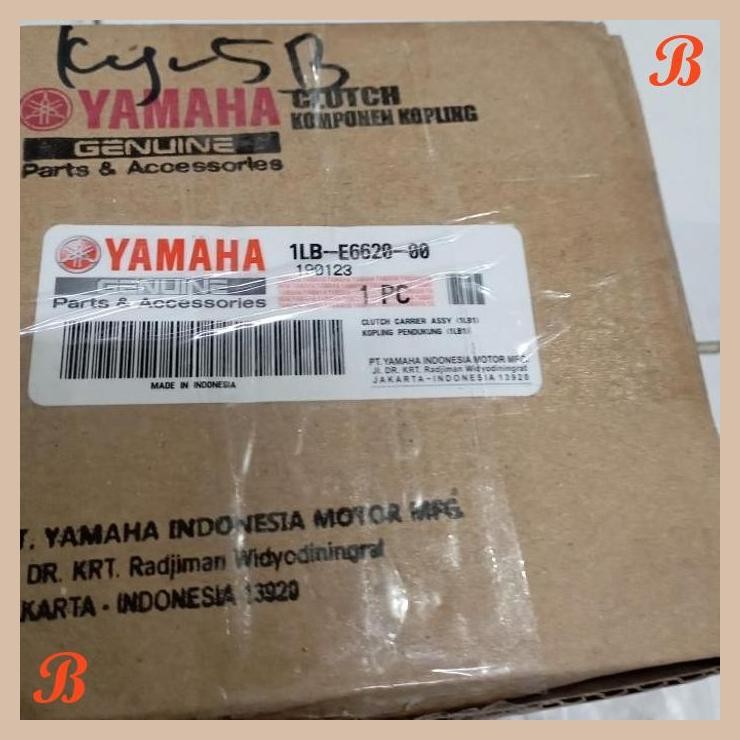 B
YAMAHA CLUTCH
KOMPONEN KOPLING
GENUINE
Parts & Accessories
YAMAHA 1LB-E6620-00
GENUINE 190123
Parts & Accessories 1 PC
CLUTCH CARRIER ASSY (1LB1)
KOPLING PENDUKUNG (1LB1)
PT. YAMAHA INDONESIA MOTOR MFG.
Jl. DR. KRT. Radjiman Widyodiningrat
JAKARTA-INDONESIA 13920
MADE IN INDONESIA
T. YAMAHA INDONESIA MOTOR MFG.
DR. KRT. Radjiman Widyodiningrat
KARTA - INDONESIA 13920
B